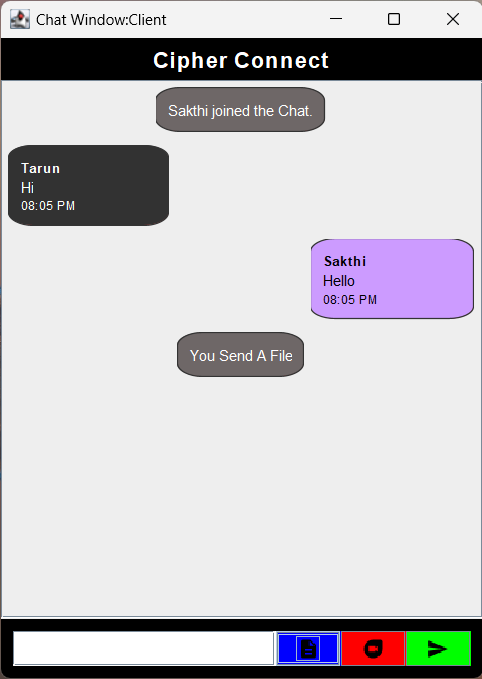 Chat Window:Client
Cipher Connect
Sakthi joined the Chat.
Tarun
Hi
08:05 PM
Sakthi
Hello
08:05 PM
You Send A File